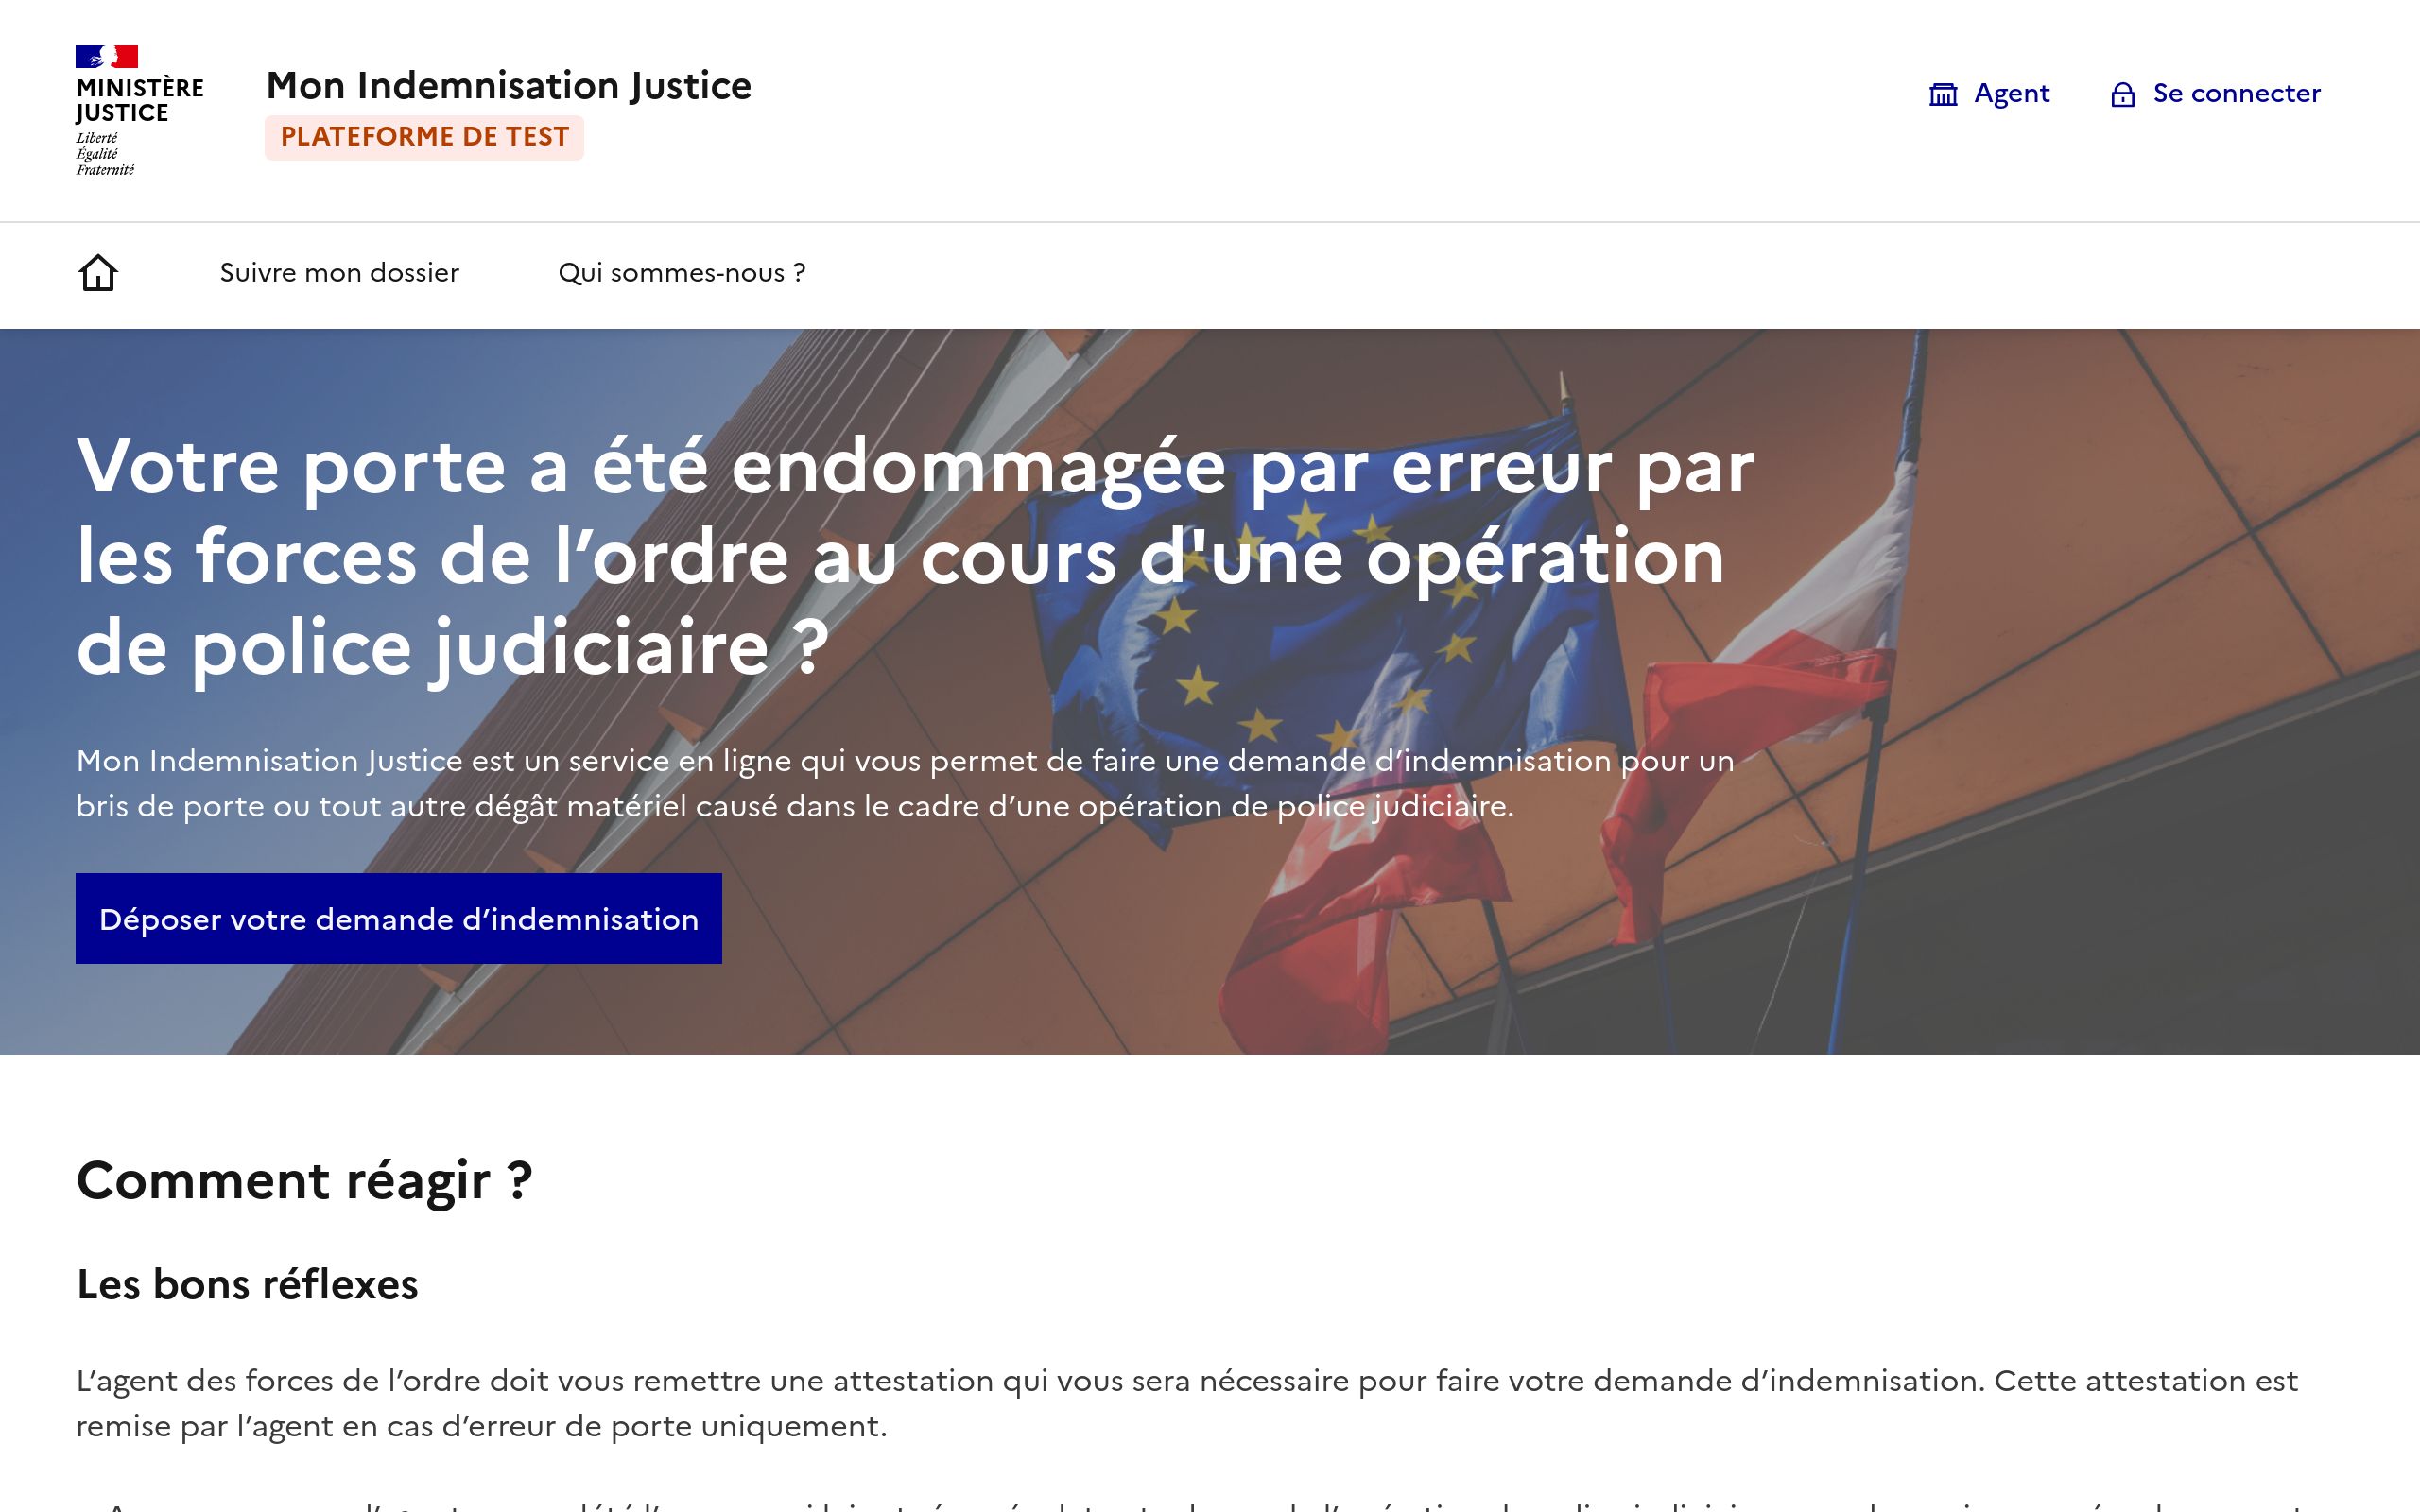 MINISTÈRE
JUSTICE
Liberté
Égalité
Fraternité
Mon Indemnisation Justice
PLATEFORME DE TEST
Agent
Se connecter
Suivre mon dossier
Qui sommes-nous ?
Votre porte a été endommagée par erreur par
les forces de l’ordre au cours d'une opération
de police judiciaire ?
Mon Indemnisation Justice est un service en ligne qui vous permet de faire une demande d’indemnisation pour un
bris de porte ou tout autre dégât matériel causé dans le cadre d’une opération de police judiciaire.
Déposer votre demande d’indemnisation
Comment réagir ?
Les bons réflexes
L’agent des forces de l’ordre doit vous remettre une attestation qui vous sera nécessaire pour faire votre demande d’indemnisation. Cette attestation est
remise par l’agent en cas d’erreur de porte uniquement.